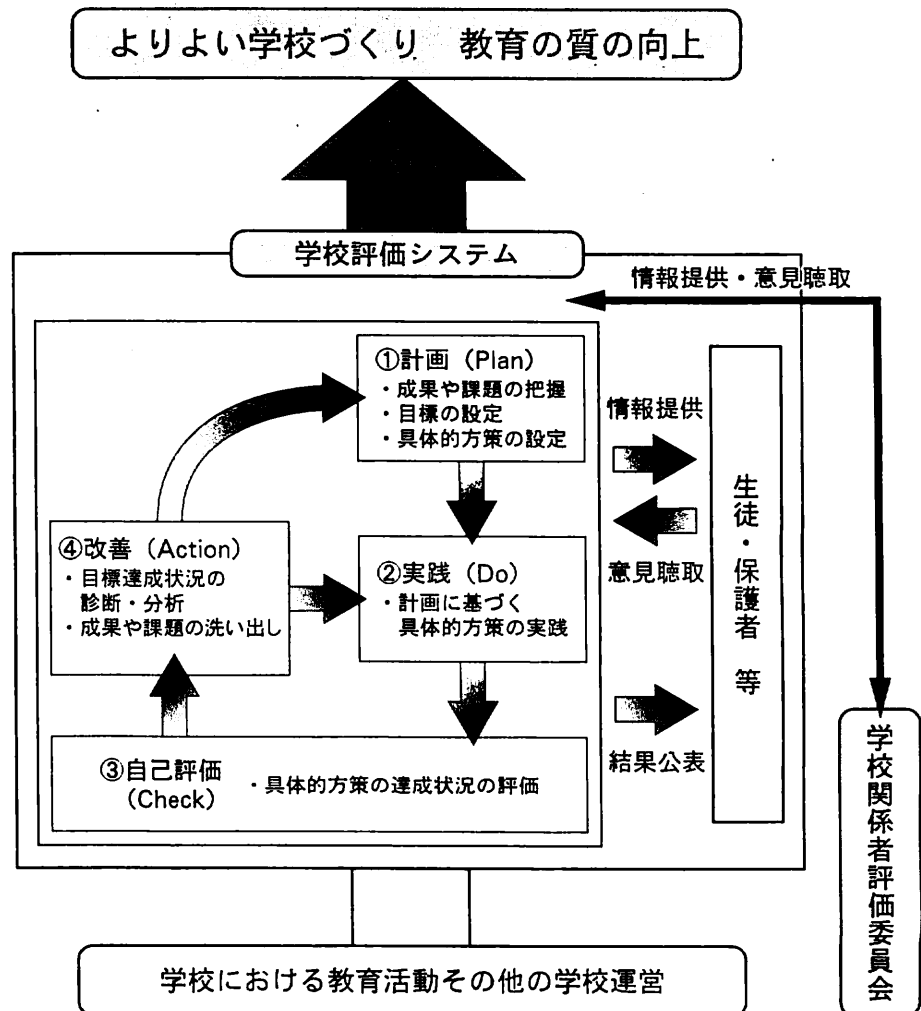 よりよい学校づくり　教育の質の向上
学校評価システム
情報提供・意見聴取
①計画（Plan）
・成果や課題の把握
・目標の設定
・具体的方策の設定
情報提供
意見聴取
④改善（Action）
・目標達成状況の
診断・分析
・成果や課題の洗い出し
②実践（Do）
・計画に基づく
具体的方策の実践
③自己評価
（Check）
・具体的方策の達成状況の評価
結果公表
生徒・保護者　等
学校関係者評価委員会
学校における教育活動その他の学校運営